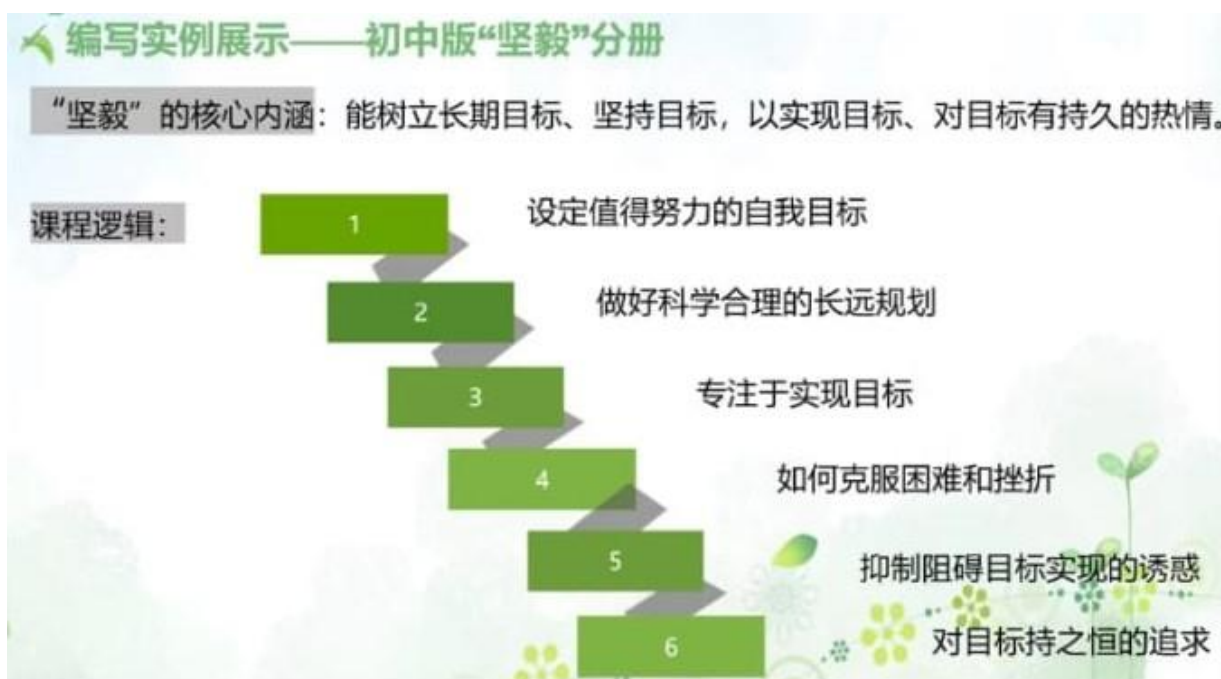 编写实例展示——初中版“坚毅”分册
“坚毅”的核心内涵：能树立长期目标、坚持目标，以实现目标、对目标有持久的热情。
课程逻辑：
1 设定值得努力的自我目标
2 做好科学合理的长远规划
3 专注于实现目标
4 如何克服困难和挫折
5 抑制阻碍目标实现的诱惑
6 对目标持之恒的追求